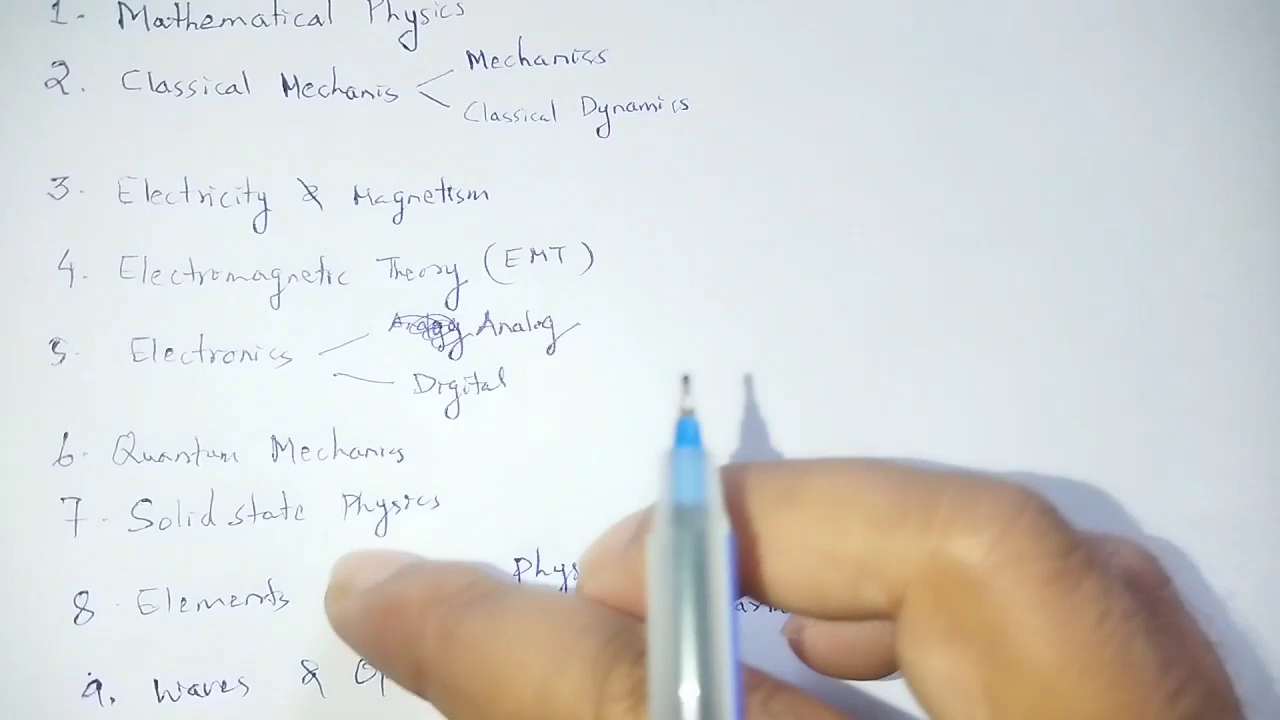 1. Mathematical Physics
2. Classical Mechanis
Mechanics
Classical Dynamics
3. Electricity & Magnetism
4. Electromagnetic Theory (EMT)
5. Electronics
Analog
Digital
6. Quantum Mechanics
7. Solid state Physics
8. Elements
9. Waves &